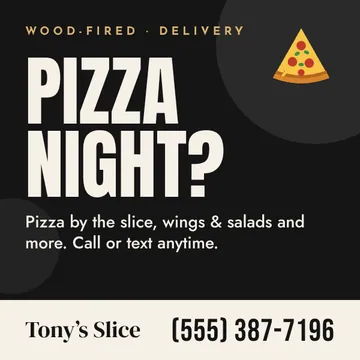 WOOD-FIRED · DELIVERY
PIZZA
NIGHT?
Pizza by the slice, wings & salads and
more. Call or text anytime.
Tony's Slice
(555) 387-7196